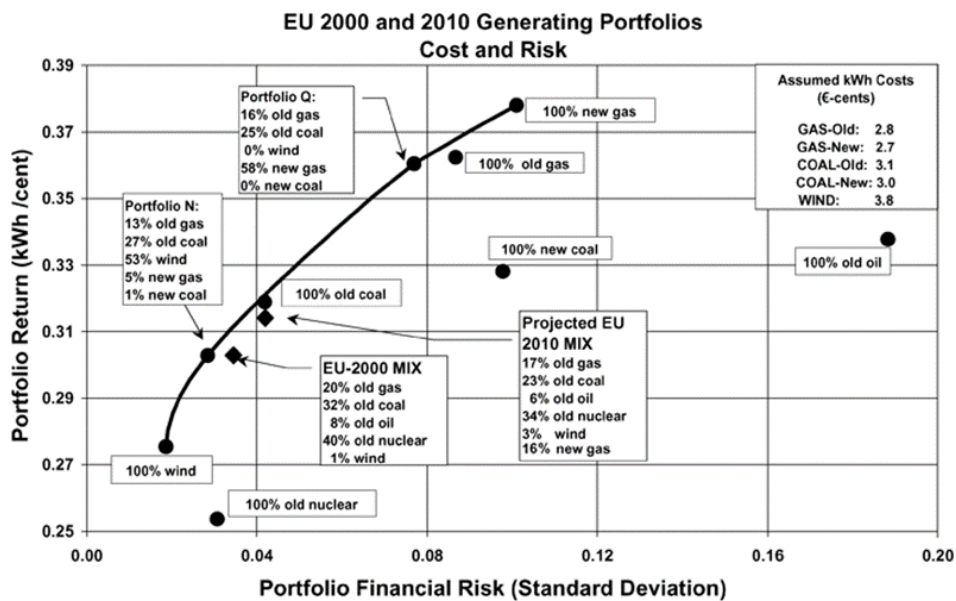 EU 2000 and 2010 Generating Portfolios
Cost and Risk
Portfolio Return (kWh /cent)
0.39
0.37
0.35
0.33
0.31
0.29
0.27
0.25
Portfolio Q:
16% old gas
25% old coal
0% wind
58% new gas
0% new coal
100% new gas
100% old gas
Assumed kWh Costs
(€-cents)
GAS-Old: 2.8
GAS-New: 2.7
COAL-Old: 3.1
COAL-New: 3.0
WIND: 3.8
Portfolio N:
13% old gas
27% old coal
53% wind
5% new gas
1% new coal
100% new coal
100% old oil
100% old coal
Projected EU
2010 MIX
17% old gas
23% old coal
6% old oil
34% old nuclear
3% wind
16% new gas
EU-2000 MIX
20% old gas
32% old coal
8% old oil
40% old nuclear
1% wind
100% wind
100% old nuclear
0.00 0.04 0.08 0.12 0.16 0.20
Portfolio Financial Risk (Standard Deviation)